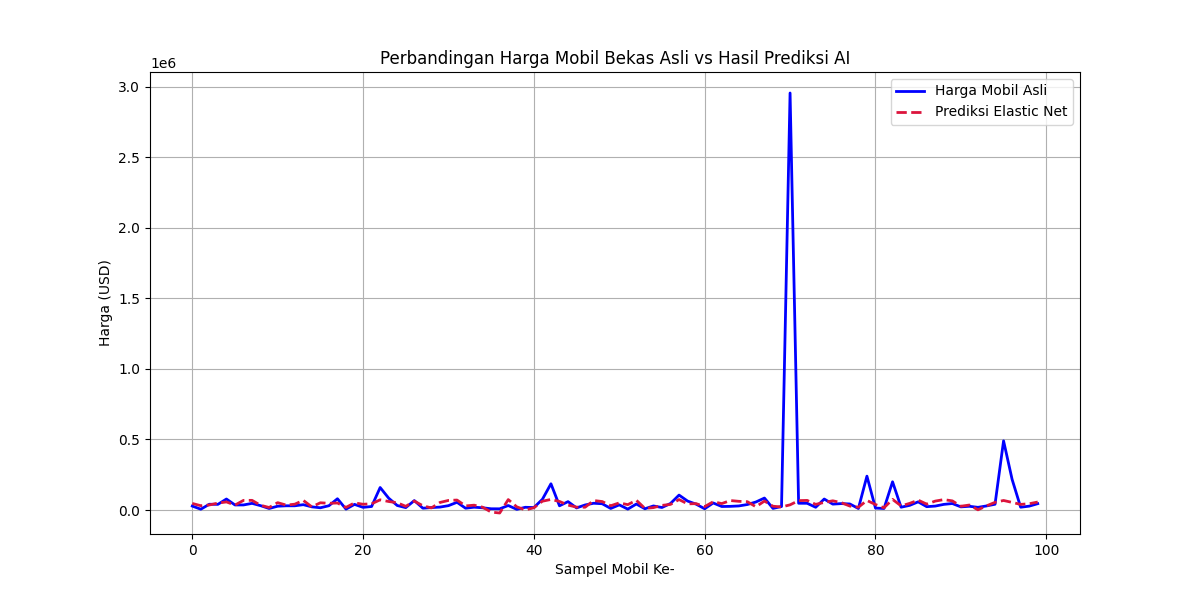 Perbandingan Harga Mobil Bekas Asli vs Hasil Prediksi AI
1e6
3.0
2.5
2.0
1.5
1.0
0.5
0.0
Harga (USD)
Harga Mobil Asli
Prediksi Elastic Net
0 20 40 60 80 100
Sampel Mobil Ke-